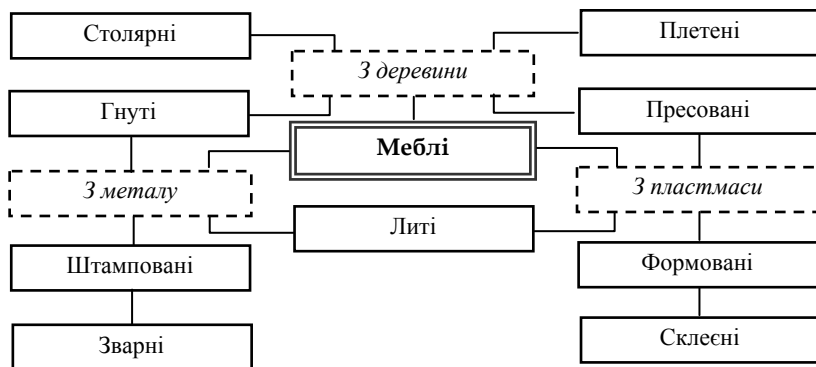 Столярні
Плетені
З деревини
Гнуті
Пресовані
Меблі
З металу
З пластмаси
Литі
Штамповані
Формовані
Зварні
Склеєні